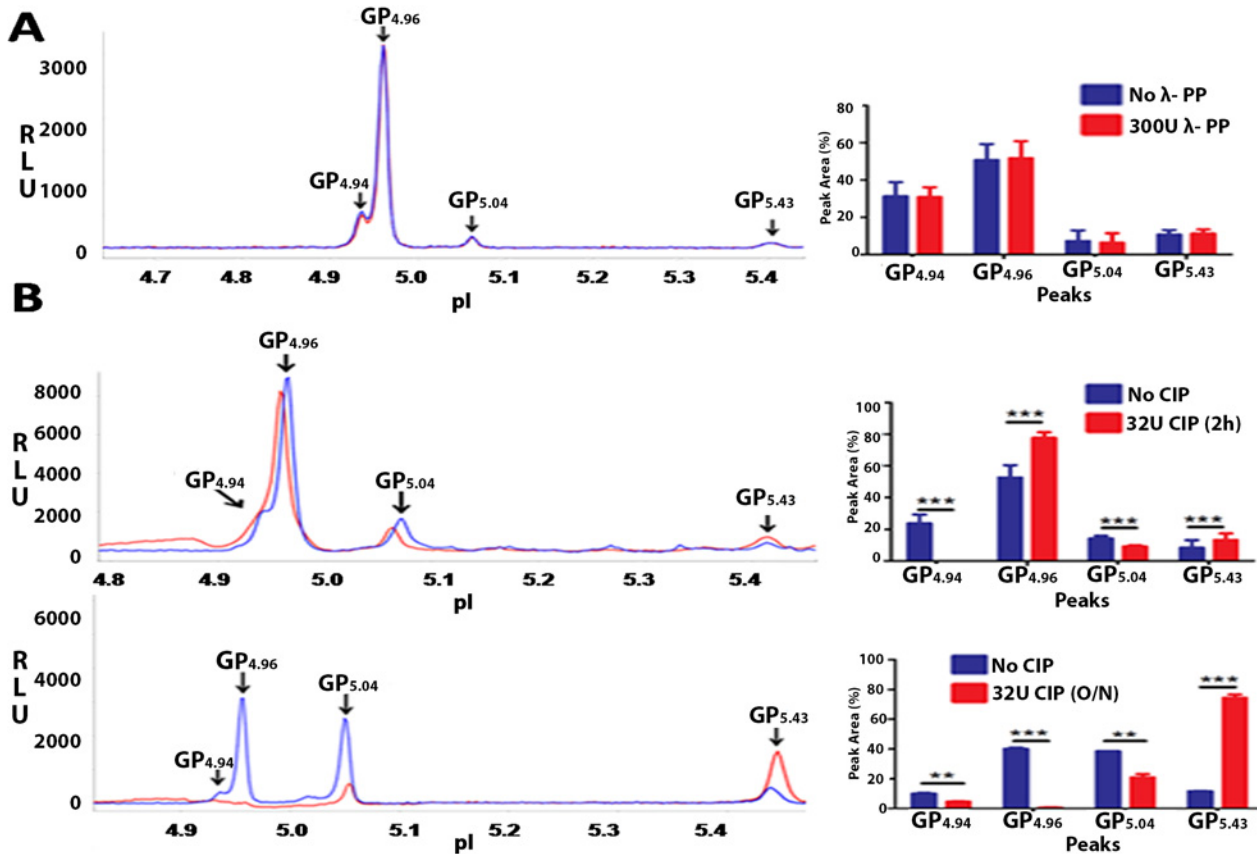 A
GP4.96
3000
2000
1000
0
RLU
GP4.94
GP5.04
GP5.43
4.7 4.8 4.9 5.0 5.1 5.2 5.3 5.4
pI
No λ- PP
300U λ- PP
80
60
40
20
0
Peak Area (%)
GP4.94 GP4.96 GP5.04 GP5.43
Peaks
B
GP4.96
8000
6000
4000
2000
0
RLU
GP4.94
GP5.04
GP5.43
4.8 4.9 5.0 5.1 5.2 5.3 5.4
pI
No CIP
32U CIP (2h)
100
80
60
40
20
0
Peak Area (%)
*** *** *** ***
GP4.94 GP4.96 GP5.04 GP5.43
Peaks
6000
4000
2000
0
RLU
GP4.96
GP5.04
GP4.94
GP5.43
4.9 5.0 5.1 5.2 5.3 5.4
pI
No CIP
32U CIP (O/N)
100
80
60
40
20
0
Peak Area (%)
** *** ** ***
GP4.94 GP4.96 GP5.04 GP5.43
Peaks